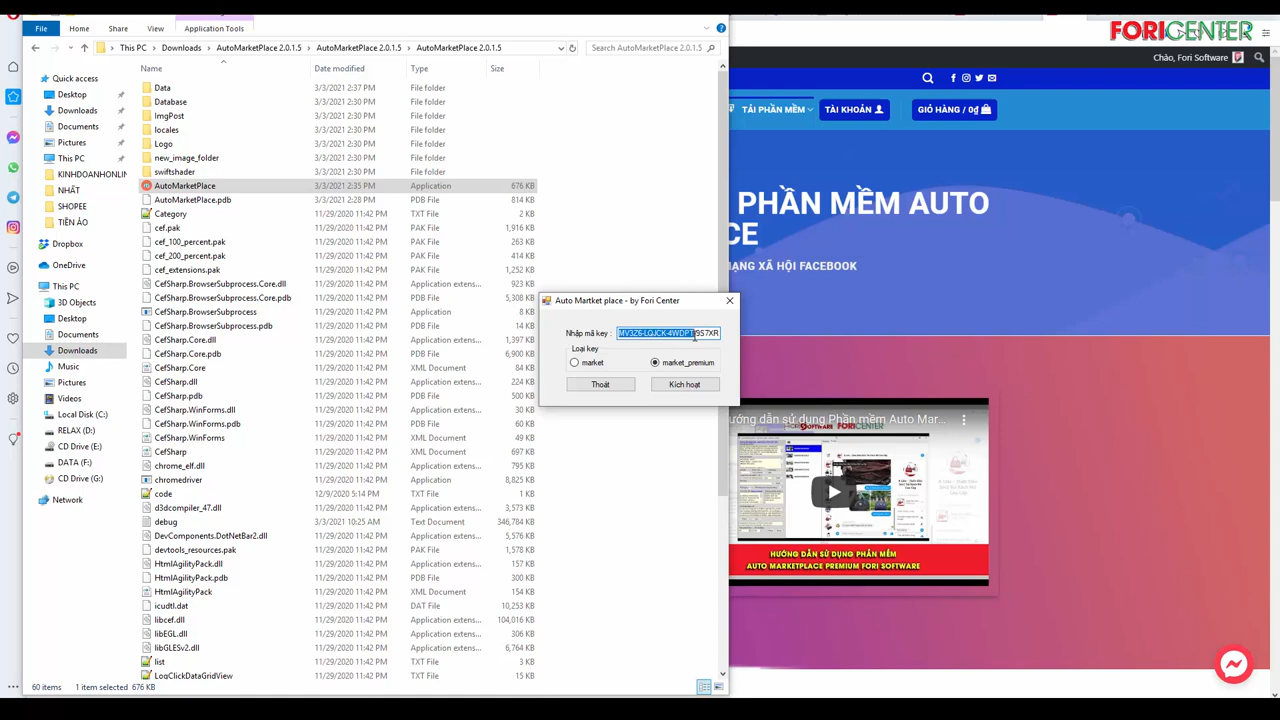 FORICENTER
File
Home
Share
View
Application Tools
This PC
Downloads
AutoMarketPlace 2.0.1.5
AutoMarketPlace 2.0.1.5
AutoMarketPlace 2.0.1.5
Search AutoMarketPlace 2.0.1.5
Name
Date modified
Type
Size
Quick access
Desktop
Downloads
Documents
Pictures
This PC
KINHDOANHONLIN
NHẤT
SHOPEE
TIỀN ẢO
Dropbox
OneDrive
This PC
3D Objects
Desktop
Documents
Downloads
Music
Pictures
Videos
Local Disk (C:)
RELAX (D:)
CD Drive (E:)
DATA (F:)
CD Drive (G:)
Network
Data 3/3/2021 2:37 PM File folder
Database 3/3/2021 2:30 PM File folder
ImgPost 3/3/2021 2:30 PM File folder
locales 3/3/2021 2:30 PM File folder
Logo 3/3/2021 2:30 PM File folder
new_image_folder 3/3/2021 2:30 PM File folder
swiftshader 3/3/2021 2:30 PM File folder
AutoMarketPlace 3/3/2021 2:35 PM Application 676 KB
AutoMarketPlace.pdb 3/3/2021 2:28 PM PDB File 814 KB
Category 11/29/2020 11:42 PM TXT File 2 KB
cef.pak 11/29/2020 11:42 PM PAK File 1,916 KB
cef_100_percent.pak 11/29/2020 11:42 PM PAK File 263 KB
cef_200_percent.pak 11/29/2020 11:42 PM PAK File 414 KB
cef_extensions.pak 11/29/2020 11:42 PM PAK File 1,252 KB
CefSharp.BrowserSubprocess.Core.dll 11/29/2020 11:42 PM Application extens... 923 KB
CefSharp.BrowserSubprocess.Core.pdb 11/29/2020 11:42 PM PDB File 5,308 KB
CefSharp.BrowserSubprocess 11/29/2020 11:42 PM Application 8 KB
CefSharp.BrowserSubprocess.pdb 11/29/2020 11:42 PM PDB File 14 KB
CefSharp.Core.dll 11/29/2020 11:42 PM Application extens... 1,397 KB
CefSharp.Core.pdb 11/29/2020 11:42 PM PDB File 6,900 KB
CefSharp.Core 11/29/2020 11:42 PM XML Document 68 KB
CefSharp.dll 11/29/2020 11:42 PM Application extens... 224 KB
CefSharp.pdb 11/29/2020 11:42 PM PDB File 500 KB
CefSharp.WinForms.dll 11/29/2020 11:42 PM Application extens... 30 KB
CefSharp.WinForms.pdb 11/29/2020 11:42 PM PDB File 62 KB
CefSharp.WinForms 11/29/2020 11:42 PM XML Document 49 KB
CefSharp 11/29/2020 11:42 PM XML Document 697 KB
chrome_elf.dll 11/29/2020 11:42 PM Application extens... 795 KB
chromedriver 11/29/2020 11:42 PM Application 8,825 KB
code 12/9/2020 5:14 PM TXT File 1 KB
d3dcompiler_47.dll 11/29/2020 11:42 PM Application extens... 3,573 KB
debug 3/3/2021 10:25 AM Text Document 346,784 KB
DevComponents.DotNetBar2.dll 11/29/2020 11:42 PM Application extens... 5,576 KB
devtools_resources.pak 11/29/2020 11:42 PM PAK File 1,578 KB
HtmlAgilityPack.dll 11/29/2020 11:42 PM Application extens... 157 KB
HtmlAgilityPack.pdb 11/29/2020 11:42 PM PDB File 300 KB
HtmlAgilityPack 11/29/2020 11:42 PM XML Document 154 KB
icudtl.dat 11/29/2020 11:42 PM DAT File 10,253 KB
libcef.dll 11/29/2020 11:42 PM Application extens... 104,016 KB
libEGL.dll 11/29/2020 11:42 PM Application extens... 306 KB
libGLESv2.dll 11/29/2020 11:42 PM Application extens... 6,764 KB
list 11/29/2020 11:42 PM TXT File 3 KB
LogClickDataGridView 11/29/2020 11:42 PM TXT File 15 KB
60 items 1 item selected 676 KB
Auto Martket place - by Fori Center
Nhập mã key :
Loại key
market
market_premium
Thoát
Kích hoạt
Chào, Fori Software
TẢI PHẦN MỀM
TÀI KHOẢN
GIỎ HÀNG / 0₫
PHẦN MỀM AUTO
CE
MẠNG XÃ HỘI FACEBOOK
ướng dẫn sử dụng Phần mềm Auto Mar...
SOFTWARE FORICENTER
HƯỚNG DẪN SỬ DỤNG PHẦN MỀM
AUTO MARKETPLACE PREMIUM FORI SOFTWARE